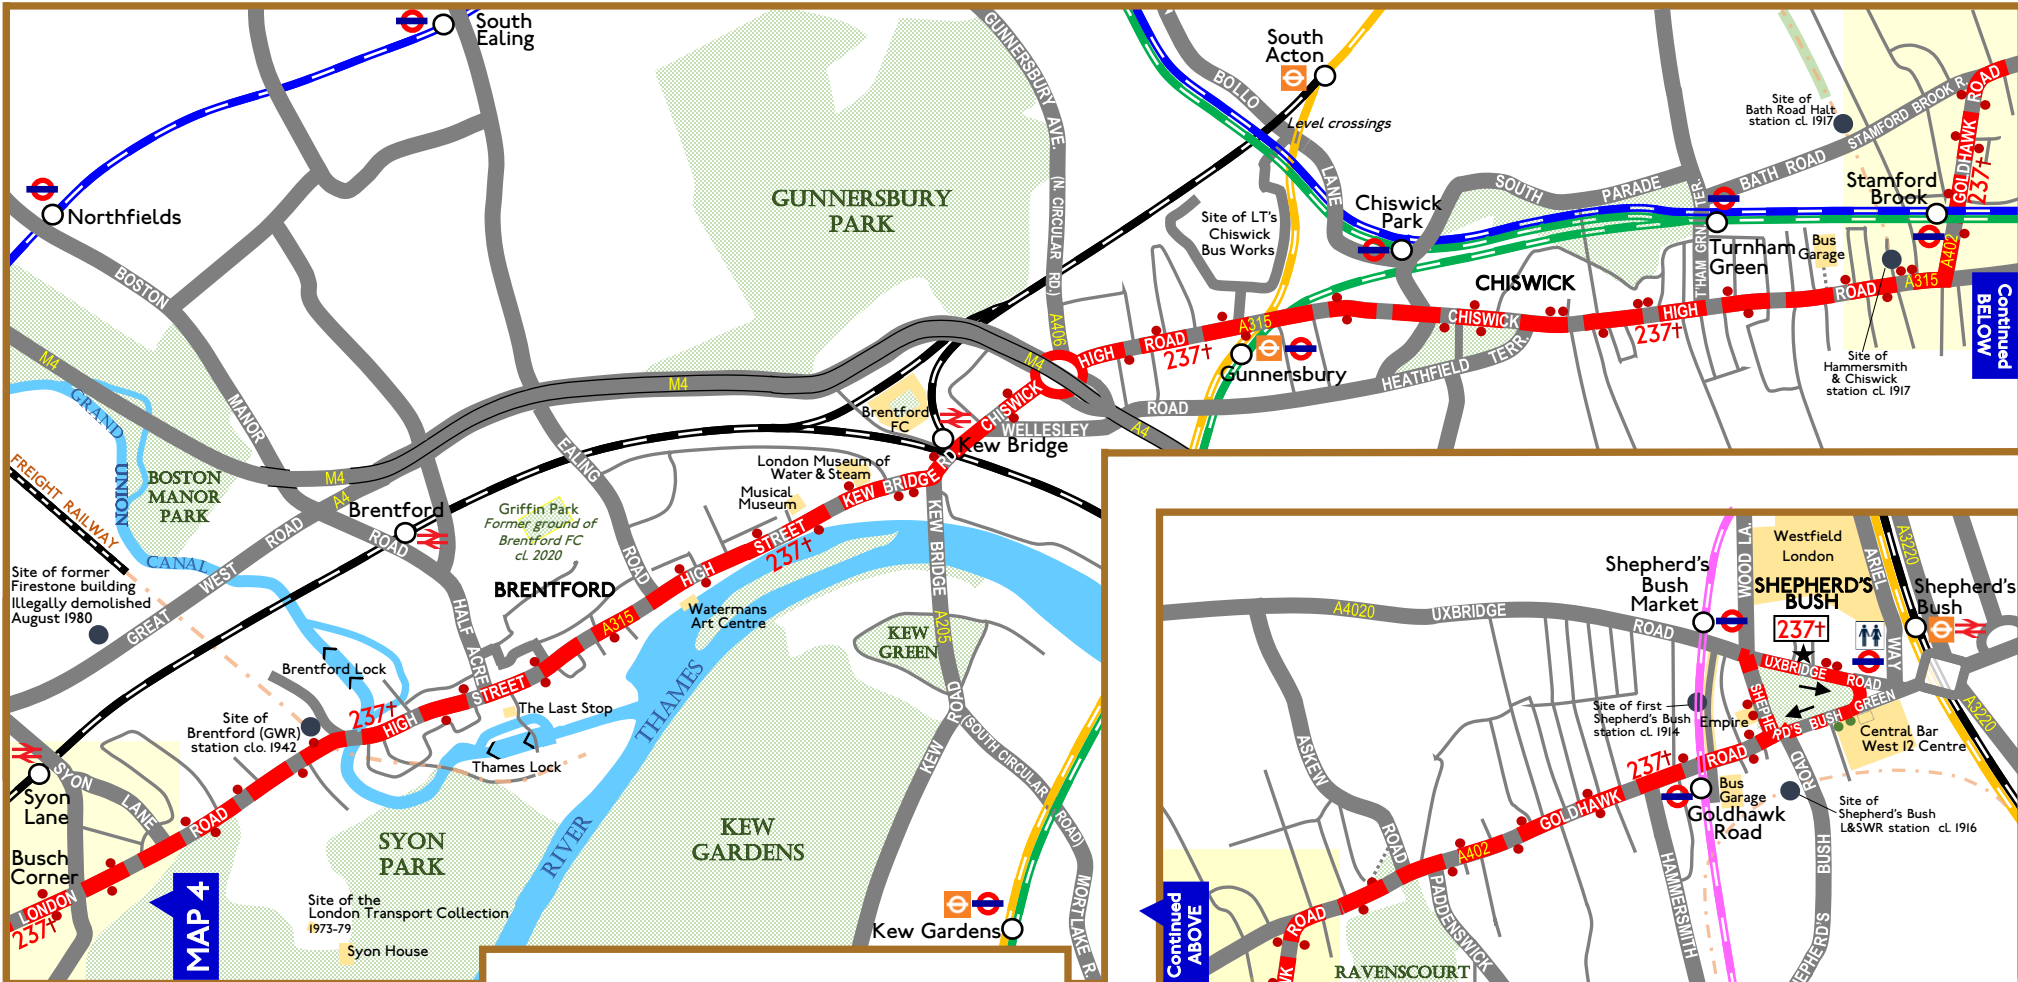 South
Ealing
Northfields
BOSTON
MANOR
ROAD
M4
M4
M4
M4
A4
A4
GRAND
UNION
CANAL
BOSTON
MANOR
PARK
FREIGHT RAILWAY
Site of former
Firestone building
Illegally demolished
August 1980
GREAT
WEST
ROAD
Brentford
HALF
ACRE
EALING
ROAD
Griffin Park
Former ground of
Brentford FC
cl. 2020
BRENTFORD
GUNNERSBURY
PARK
GUNNERSBURY
AVE.
(N. CIRCULAR RD.)
A406
South
Acton
BOLLO
LANE
Level crossings
Site of LT's
Chiswick
Bus Works
Chiswick
Park
SOUTH
PARADE
CHISWICK
T'HAM GRN.
TER.
Turnham
Green
BATH ROAD
STAMFORD BROOK R.
Site of
Bath Road Halt
station cl. 1917
Stamford
Brook
GOLDHAWK
ROAD
237†
A402
Bus
Garage
Site of
Hammersmith
& Chiswick
station cl. 1917
Continued
BELOW
CHISWICK
HIGH
ROAD
237†
A315
CHISWICK
HIGH
237†
ROAD
A315
Gunnersbury
HEATHFIELD
TERR.
WELLESLEY
ROAD
Kew Bridge
Brentford
FC
London Museum of
Water & Steam
Musical
Museum
KEW BRIDGE
RD.
HIGH
STREET
237†
A315
KEW BRIDGE
A205
Watermans
Art Centre
KEW
GREEN
KEW
ROAD
(SOUTH CIRCULAR
ROAD)
MORTLAKE R.
Kew Gardens
KEW
GARDENS
RIVER
THAMES
Brentford Lock
The Last Stop
Thames Lock
Site of
Brentford (GWR)
station clo. 1942
237†
HIGH
STREET
SYON
LANE
Syon
Lane
Busch
Corner
LONDON
ROAD
237†
MAP 4
SYON
PARK
Site of the
London Transport Collection
1973-79
Syon House
Continued
ABOVE
A4020
UXBRIDGE
ROAD
Shepherd's
Bush
Market
WOOD LA.
Westfield
London
SHEPHERD'S
BUSH
237†
ARIEL
WAY
A3220
A3220
Shepherd's
Bush
UXBRIDGE
ROAD
SHEPHERD'S BUSH
GREEN
Site of first
Shepherd's Bush
station cl. 1914
Empire
Central Bar
West 12 Centre
Bus
Garage
Goldhawk
Road
Site of
Shepherd's Bush
L&SWR station cl. 1916
237†
GOLDHAWK
ROAD
A402
ROAD
ASKEW
ROAD
PADDENSWICK
HAMMERSMITH
SHEPHERD'S
BUSH
ROAD
RAVENSCOURT